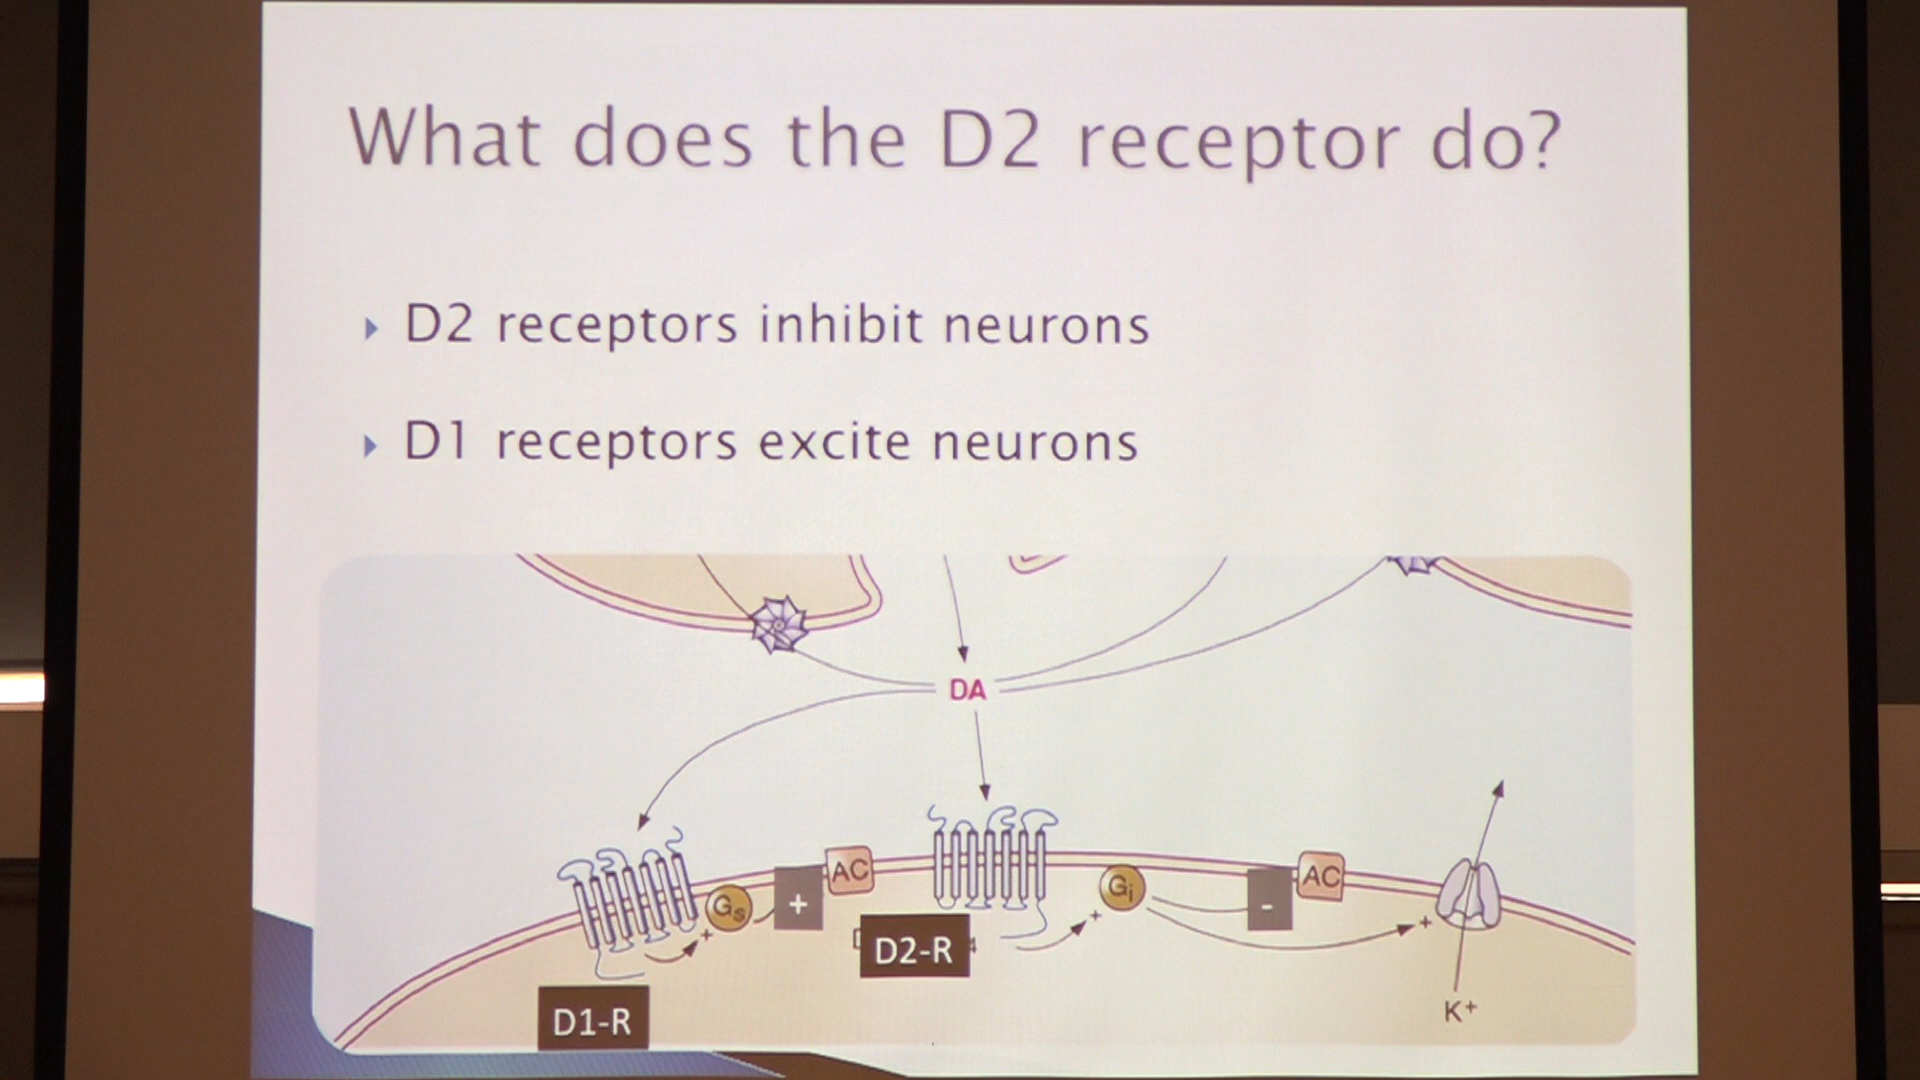 What does the D2 receptor do?
D2 receptors inhibit neurons
D1 receptors excite neurons
DA
Gs + AC
D2-R
Gi - AC
+
+
+
K+
D1-R